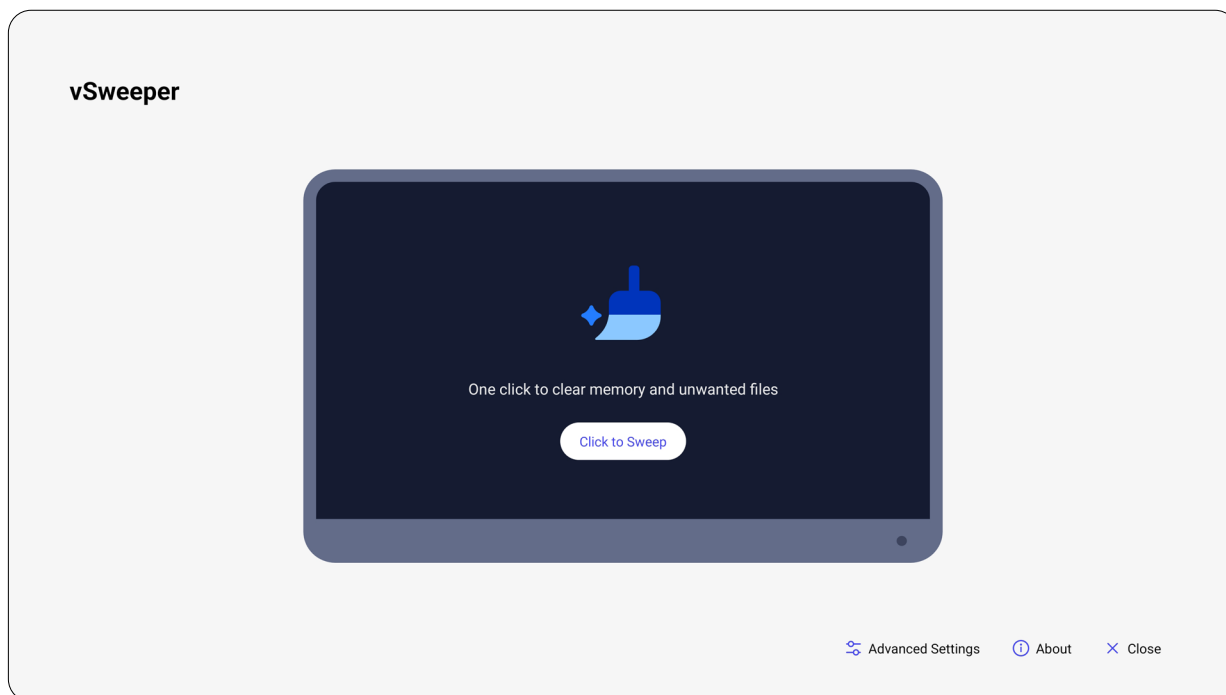 vSweeper
One click to clear memory and unwanted files
Click to Sweep
Advanced Settings
About
Close